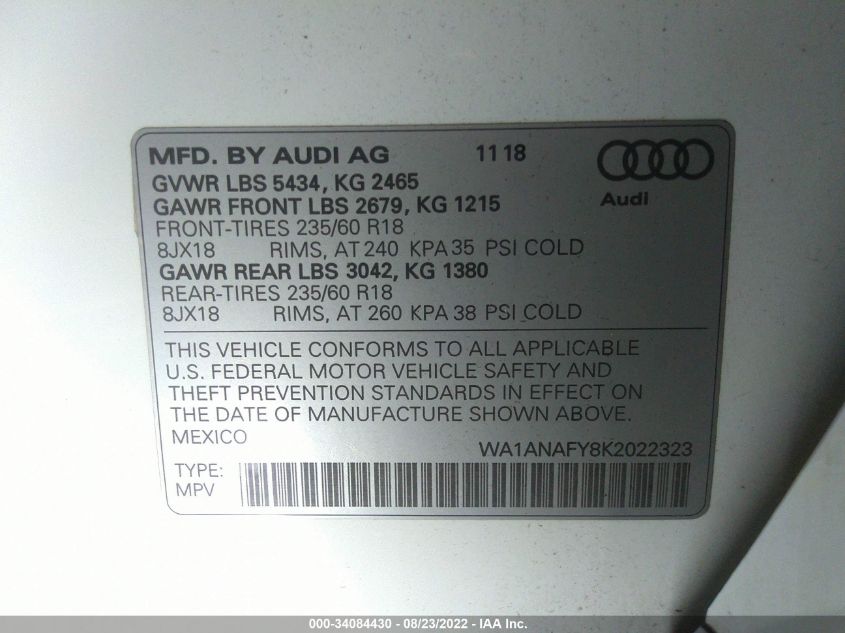 MFD. BY AUDI AG 11 18
GVWR LBS 5434, KG 2465
GAWR FRONT LBS 2679, KG 1215
FRONT-TIRES 235/60 R18
8JX18 RIMS, AT 240 KPA 35 PSI COLD
GAWR REAR LBS 3042, KG 1380
REAR-TIRES 235/60 R18
8JX18 RIMS, AT 260 KPA 38 PSI COLD
Audi
THIS VEHICLE CONFORMS TO ALL APPLICABLE
U.S. FEDERAL MOTOR VEHICLE SAFETY AND
THEFT PREVENTION STANDARDS IN EFFECT ON
THE DATE OF MANUFACTURE SHOWN ABOVE.
MEXICO WA1ANAFY8K2022323
TYPE:
MPV
000-34084430 - 08/23/2022 - IAA Inc.